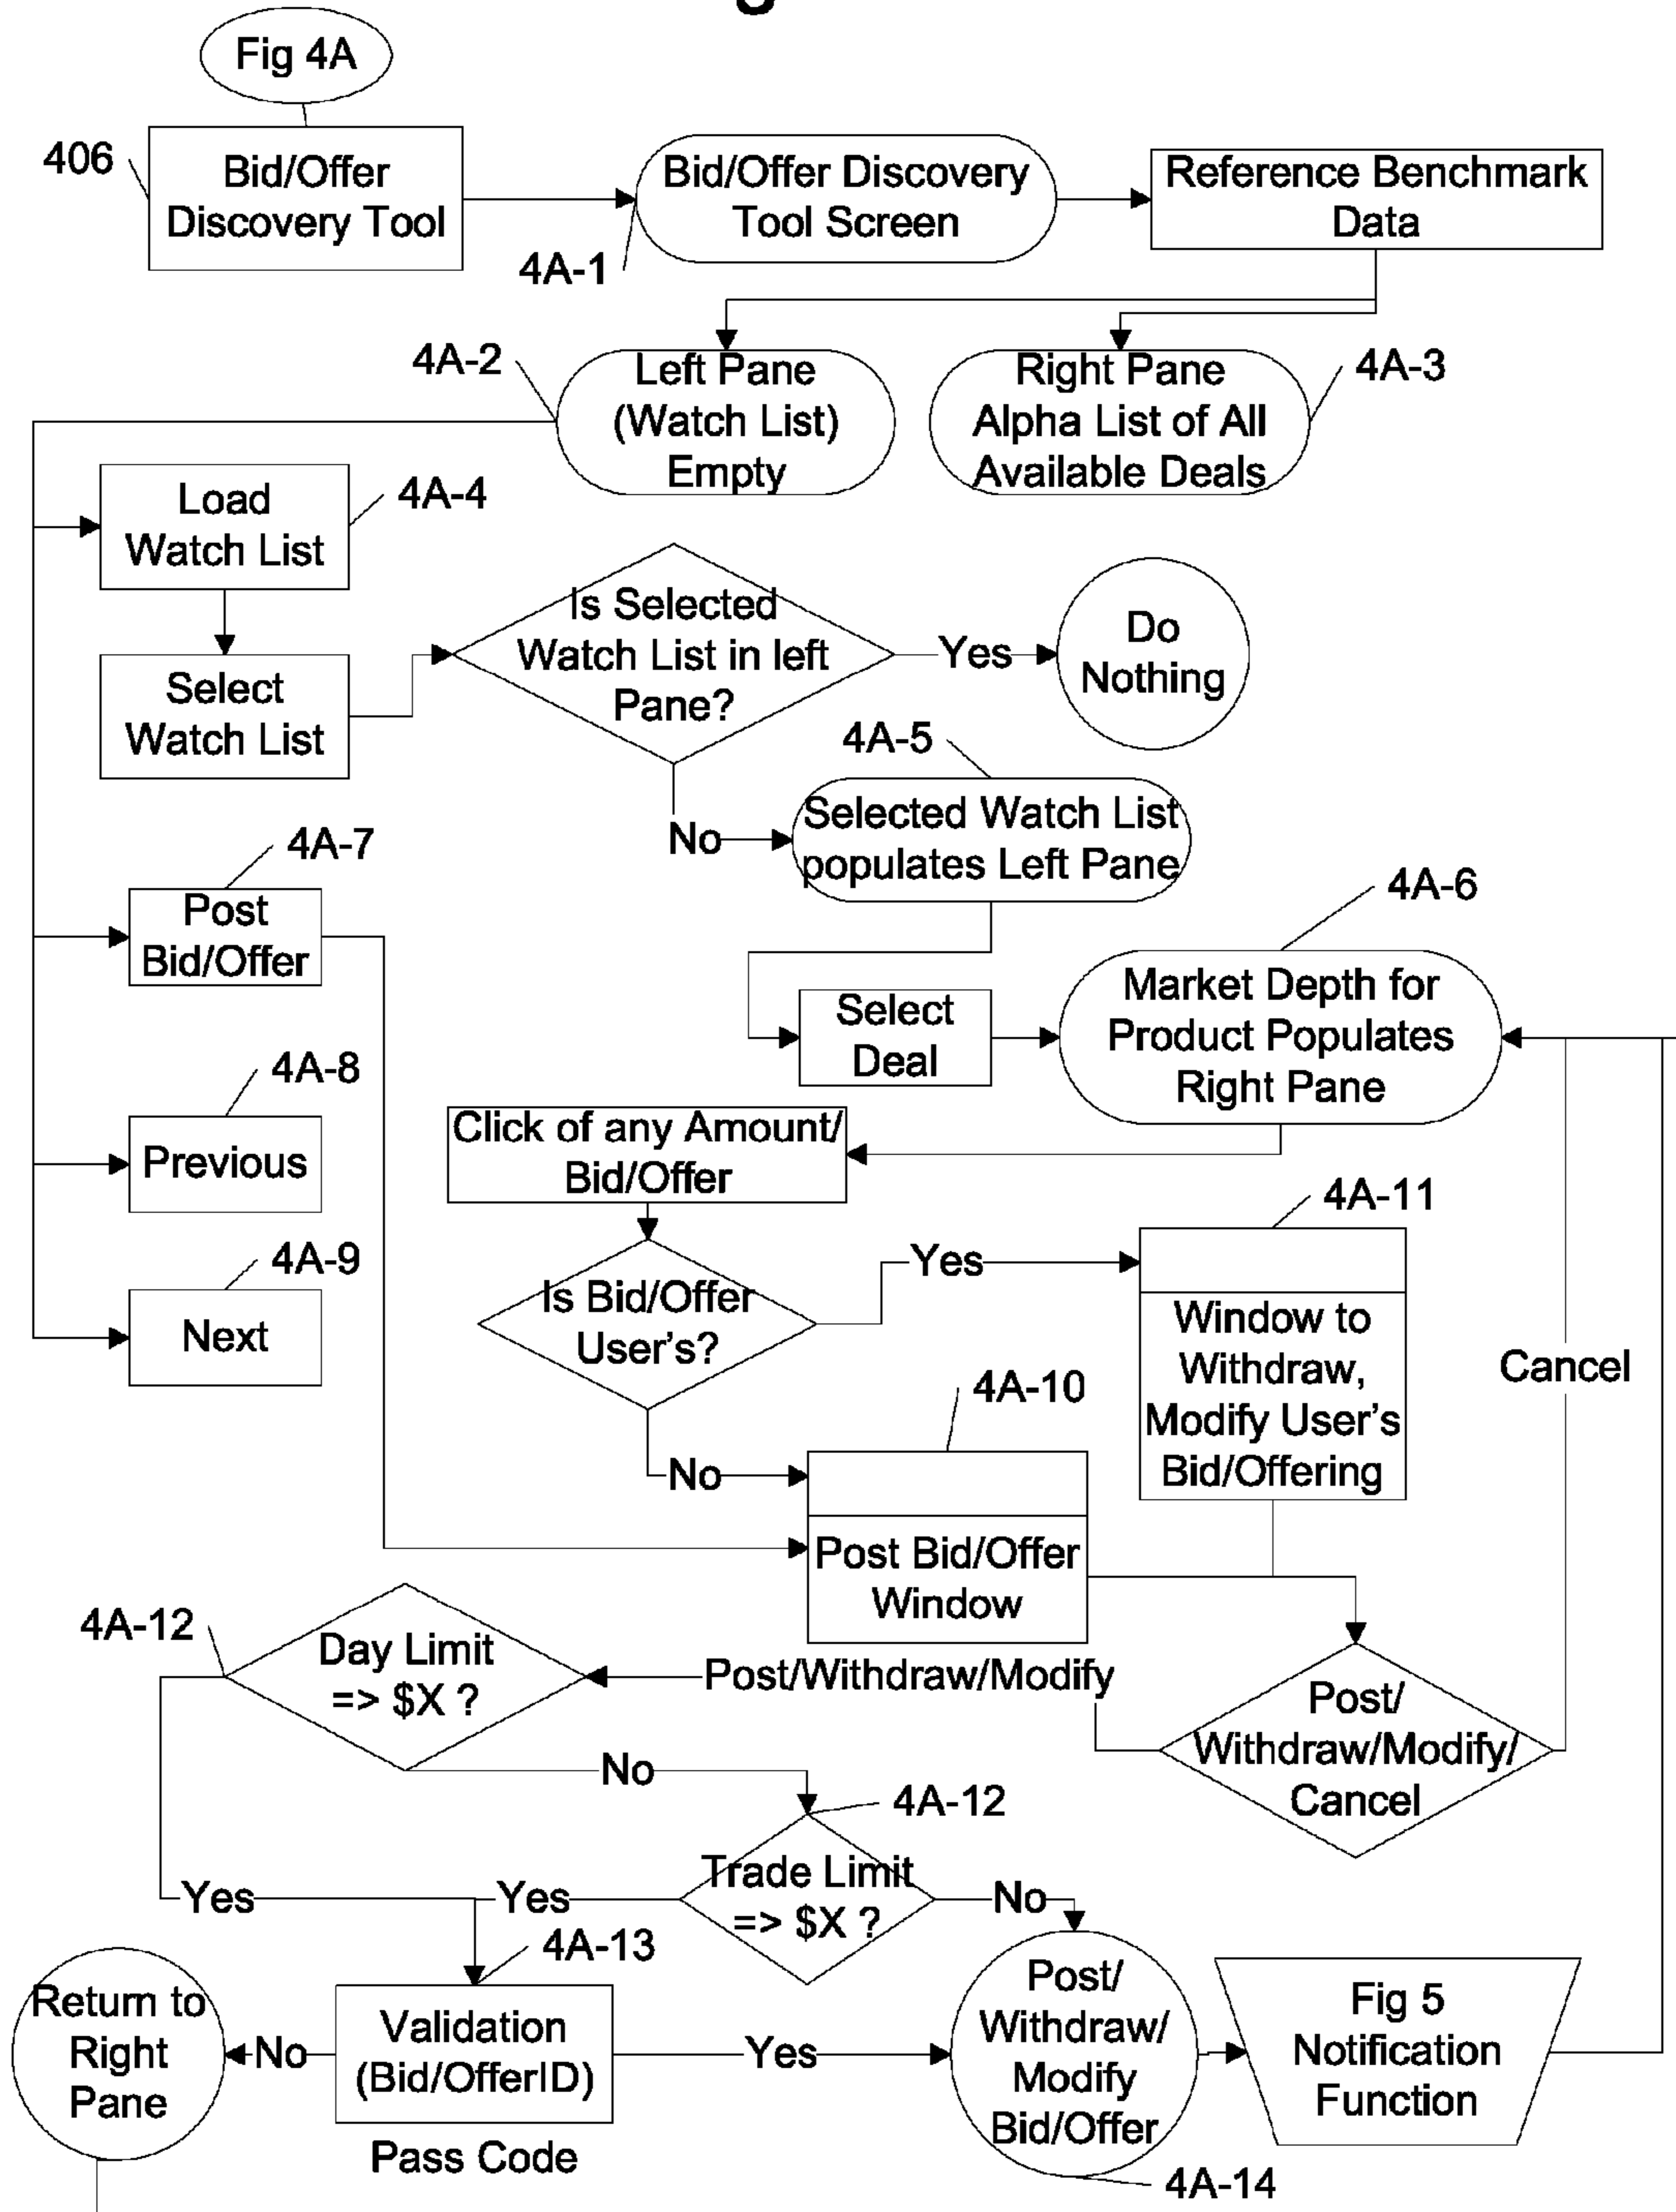 Fig 4A
406
Bid/Offer
Discovery Tool
4A-1
Bid/Offer Discovery
Tool Screen
Reference Benchmark
Data
4A-2
Left Pane
(Watch List)
Empty
Right Pane
Alpha List of All
Available Deals
4A-3
Load
Watch List
4A-4
Select
Watch List
Is Selected
Watch List in left
Pane?
Yes
Do
Nothing
No
4A-5
Selected Watch List
populates Left Pane
4A-7
Post
Bid/Offer
4A-6
Select
Deal
Market Depth for
Product Populates
Right Pane
4A-8
Previous
Click of any Amount/
Bid/Offer
4A-9
Next
Is Bid/Offer
User's?
Yes
4A-11
Window to
Withdraw,
Modify User's
Bid/Offering
Cancel
No
4A-10
Post Bid/Offer
Window
4A-12
Day Limit
=> $X ?
Post/Withdraw/Modify
Post/
Withdraw/Modify/
Cancel
No
4A-12
Trade Limit
=> $X ?
Yes
Yes
No
4A-13
Return to
Right
Pane
No
Validation
(Bid/OfferID)
Pass Code
Yes
Post/
Withdraw/
Modify
Bid/Offer
4A-14
Fig 5
Notification
Function